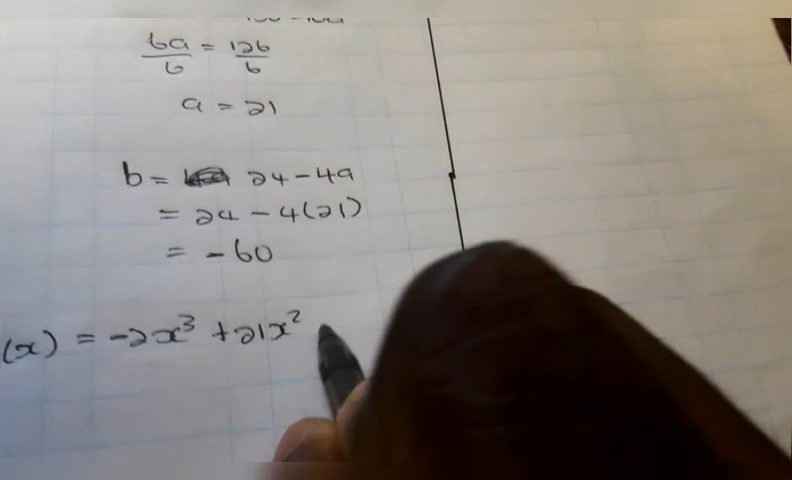 6a = 126
6 6
a = 21
b = 24 - 4a
= 24 - 4(21)
= -60
(x) = -2x³ + 21x²